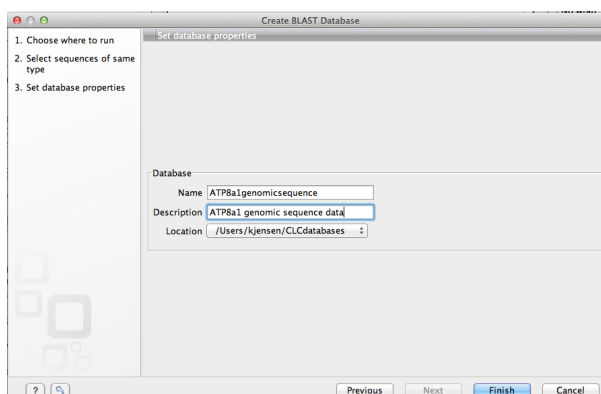 Create BLAST Database
1. Choose where to run
2. Select sequences of same
type
3. Set database properties
Set database properties
Database
Name ATP8a1genomicsequence
Description ATP8a1 genomic sequence data
Location /Users/kjensen/CLCdatabases
? Previous Next Finish Cancel